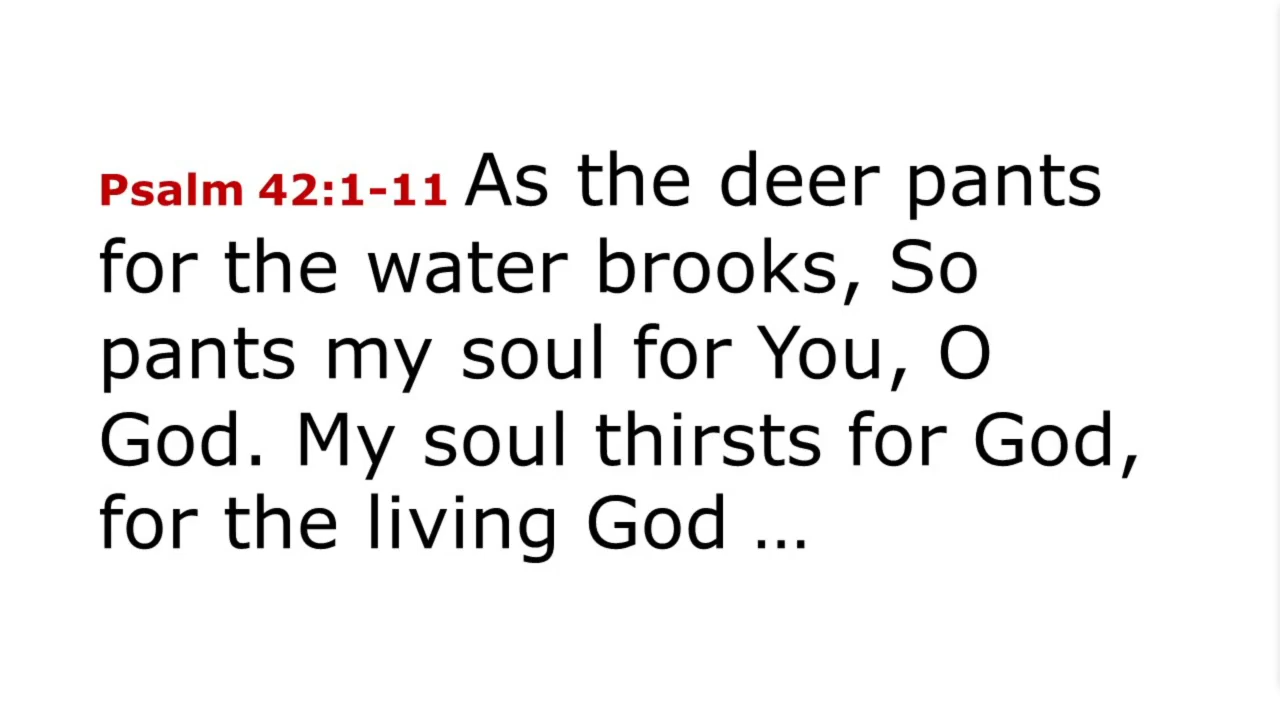 Psalm 42:1-11 As the deer pants
for the water brooks, So
pants my soul for You, O
God. My soul thirsts for God,
for the living God …